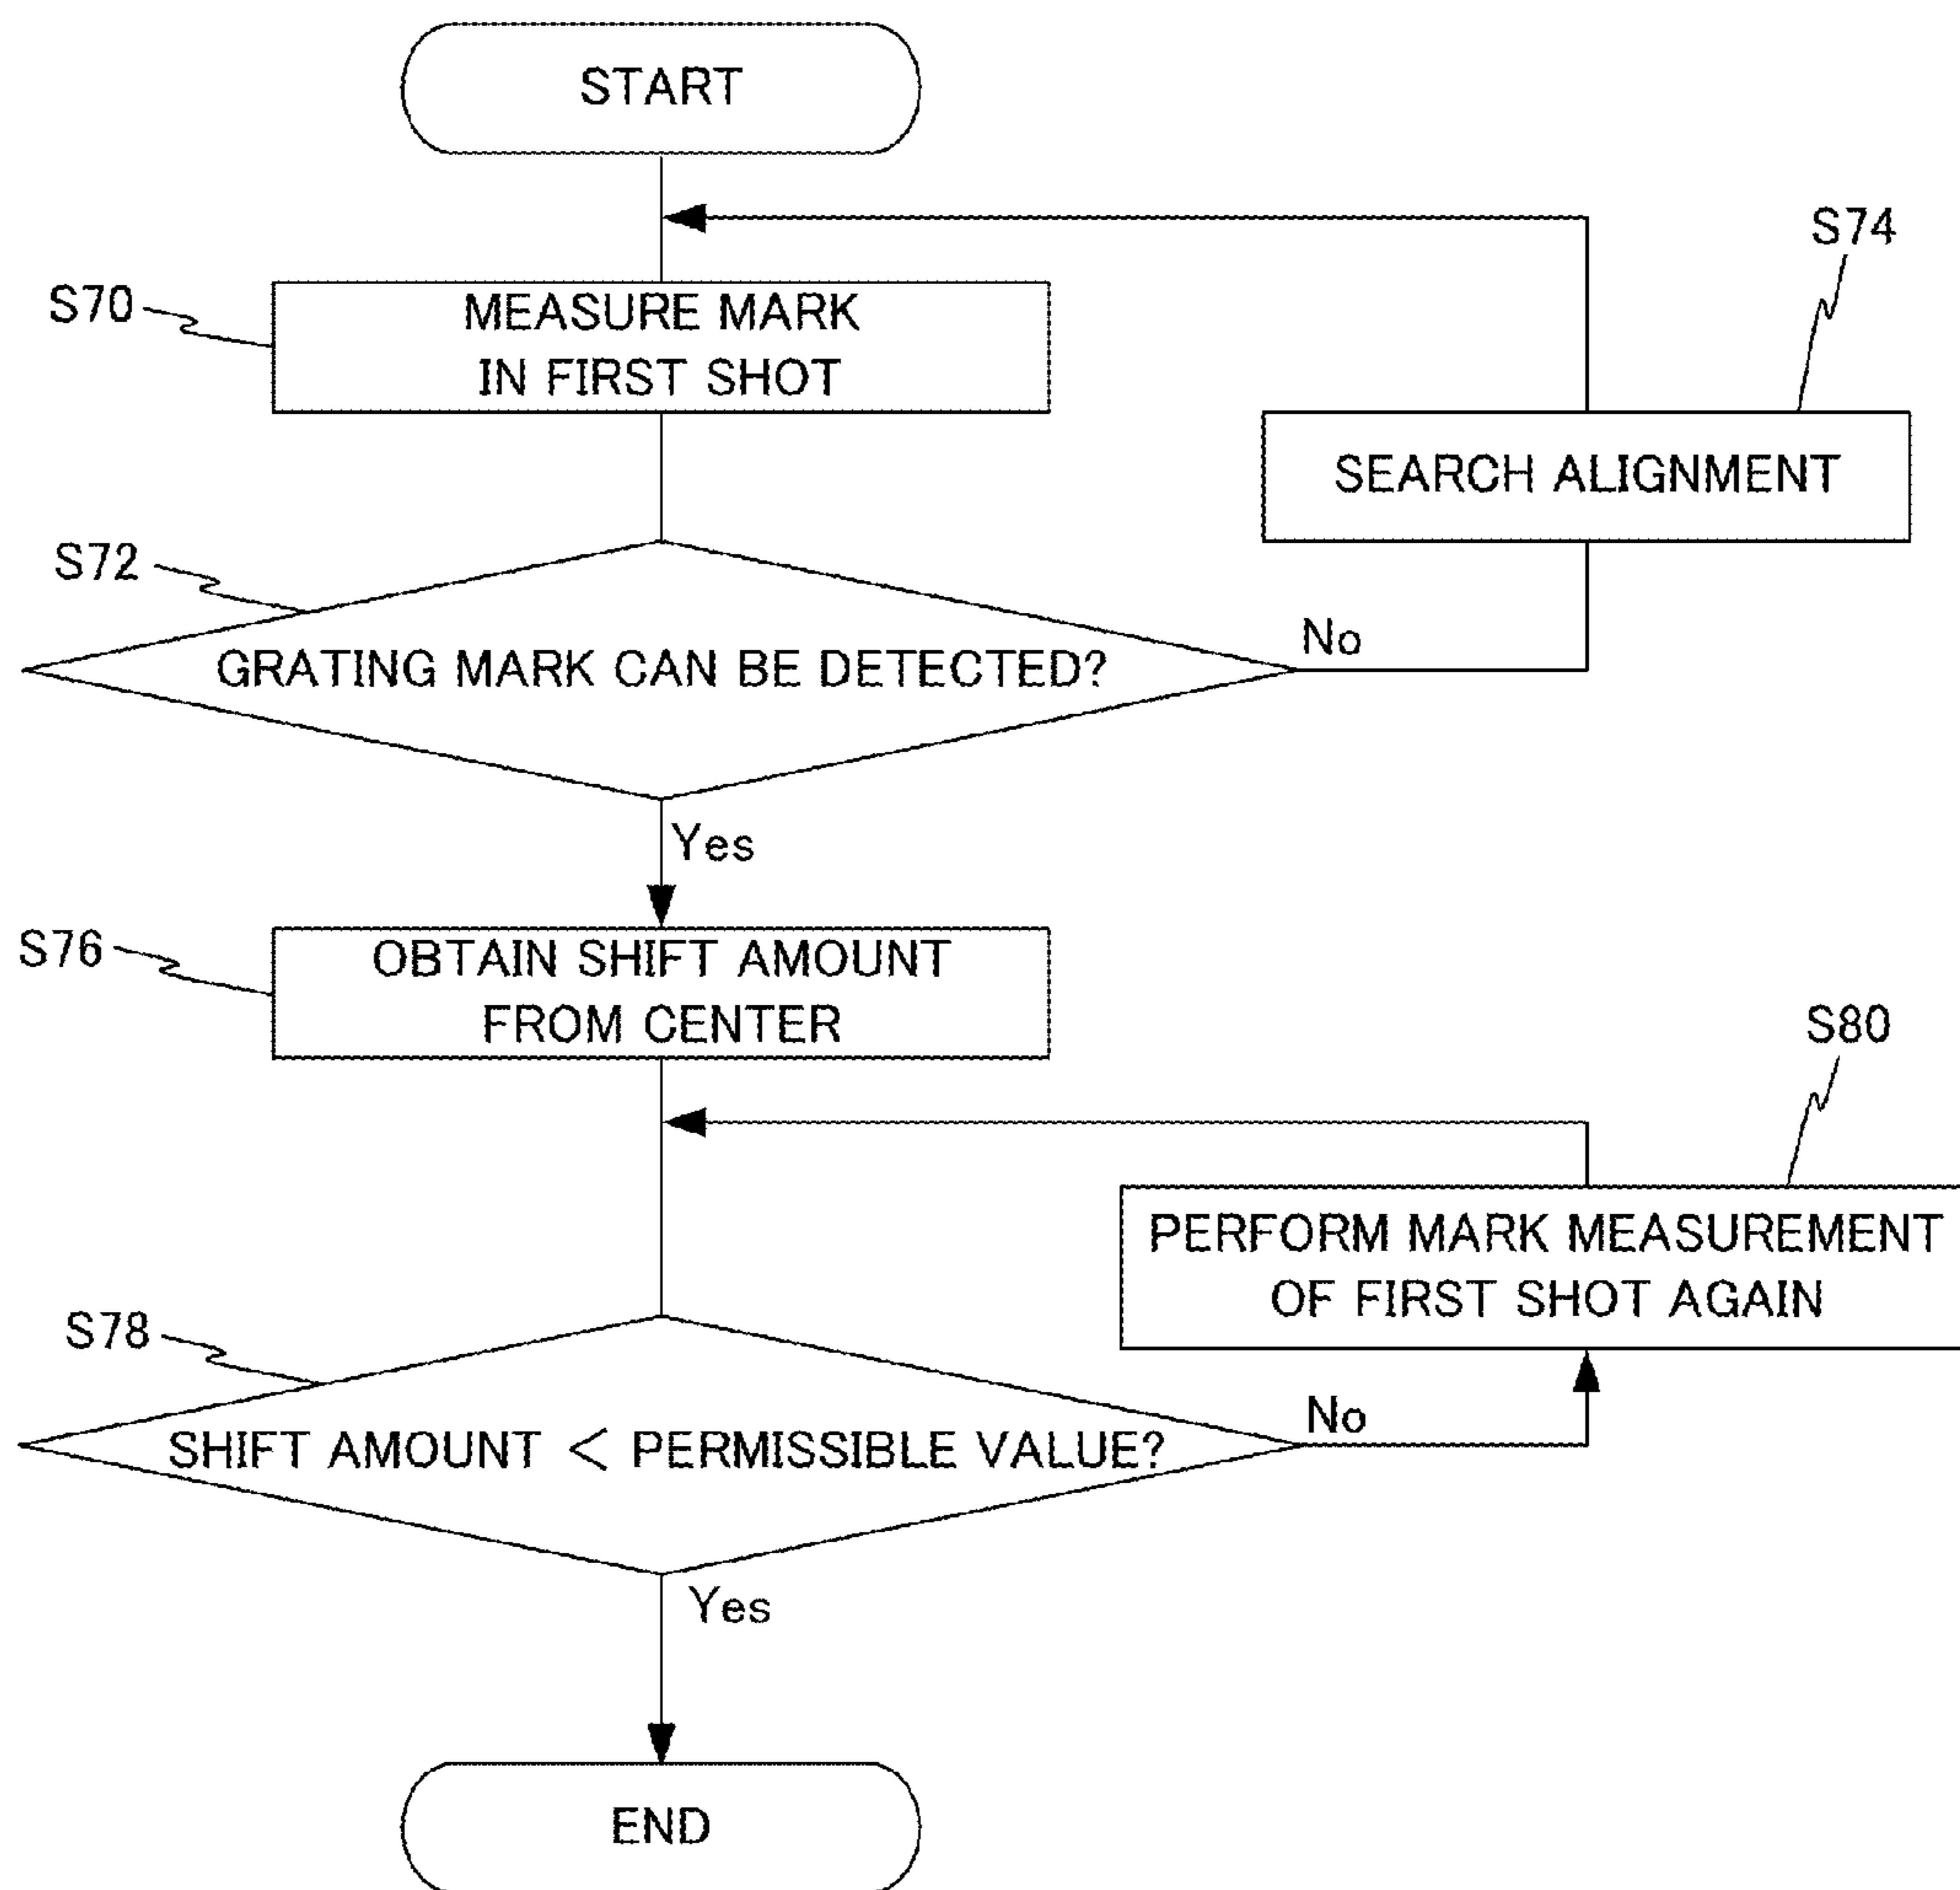 START
S74
S70
MEASURE MARK
IN FIRST SHOT
SEARCH ALIGNMENT
S72
No
GRATING MARK CAN BE DETECTED?
Yes
S76
OBTAIN SHIFT AMOUNT
FROM CENTER
S80
PERFORM MARK MEASUREMENT
OF FIRST SHOT AGAIN
S78
No
SHIFT AMOUNT < PERMISSIBLE VALUE?
Yes
END